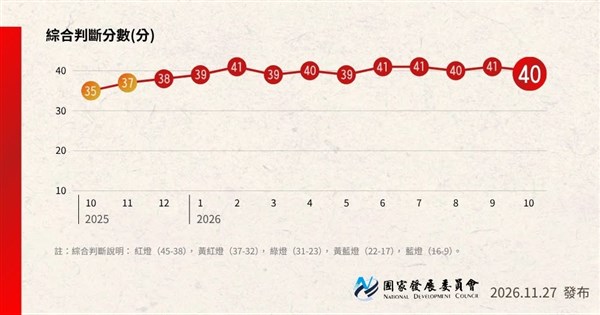 綜合判斷分數(分)
40
30
20
10
35 37 38 39 41 39 40 39 41 41 40 41 40
10 11 12 1 2 3 4 5 6 7 8 9 10
2025 2026
註:綜合判斷說明: 紅燈 (45-38),黃紅燈 (37-32),綠燈 (31-23),黃藍燈 (22-17),藍燈 (16-9)。
國家發展委員會
NATIONAL DEVELOPMENT COUNCIL
2026.11.27 發布